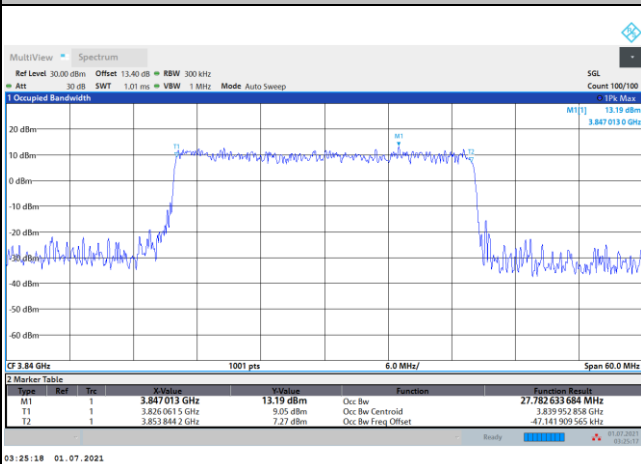 MultiView Spectrum
Ref Level 30.00 dBm Offset 13.40 dB RBW 300 kHz SGL
Att 30 dB SWT 1.01 ms VBW 1 MHz Mode Auto Sweep Count 100/100
1 Occupied Bandwidth 1Pk Max
M1[1] 13.19 dBm
3.847 013 0 GHz
M1
20 dBm
T1
T2
10 dBm
0 dBm
-10 dBm
-20 dBm
-30 dBm
-40 dBm
-50 dBm
-60 dBm
CF 3.84 GHz 1001 pts 6.0 MHz/ Span 60.0 MHz
2 Marker Table
Type Ref Trc X-Value Y-Value Function Function Result
M1 1 3.847 013 GHz 13.19 dBm Occ Bw 27.782 633 684 MHz
T1 1 3.826 061 5 GHz 9.05 dBm Occ Bw Centroid 3.839 952 858 GHz
T2 1 3.853 844 2 GHz 7.27 dBm Occ Bw Freq Offset -47.141 909 565 kHz
Ready 01.07.2021
03:25:17
03:25:18 01.07.2021